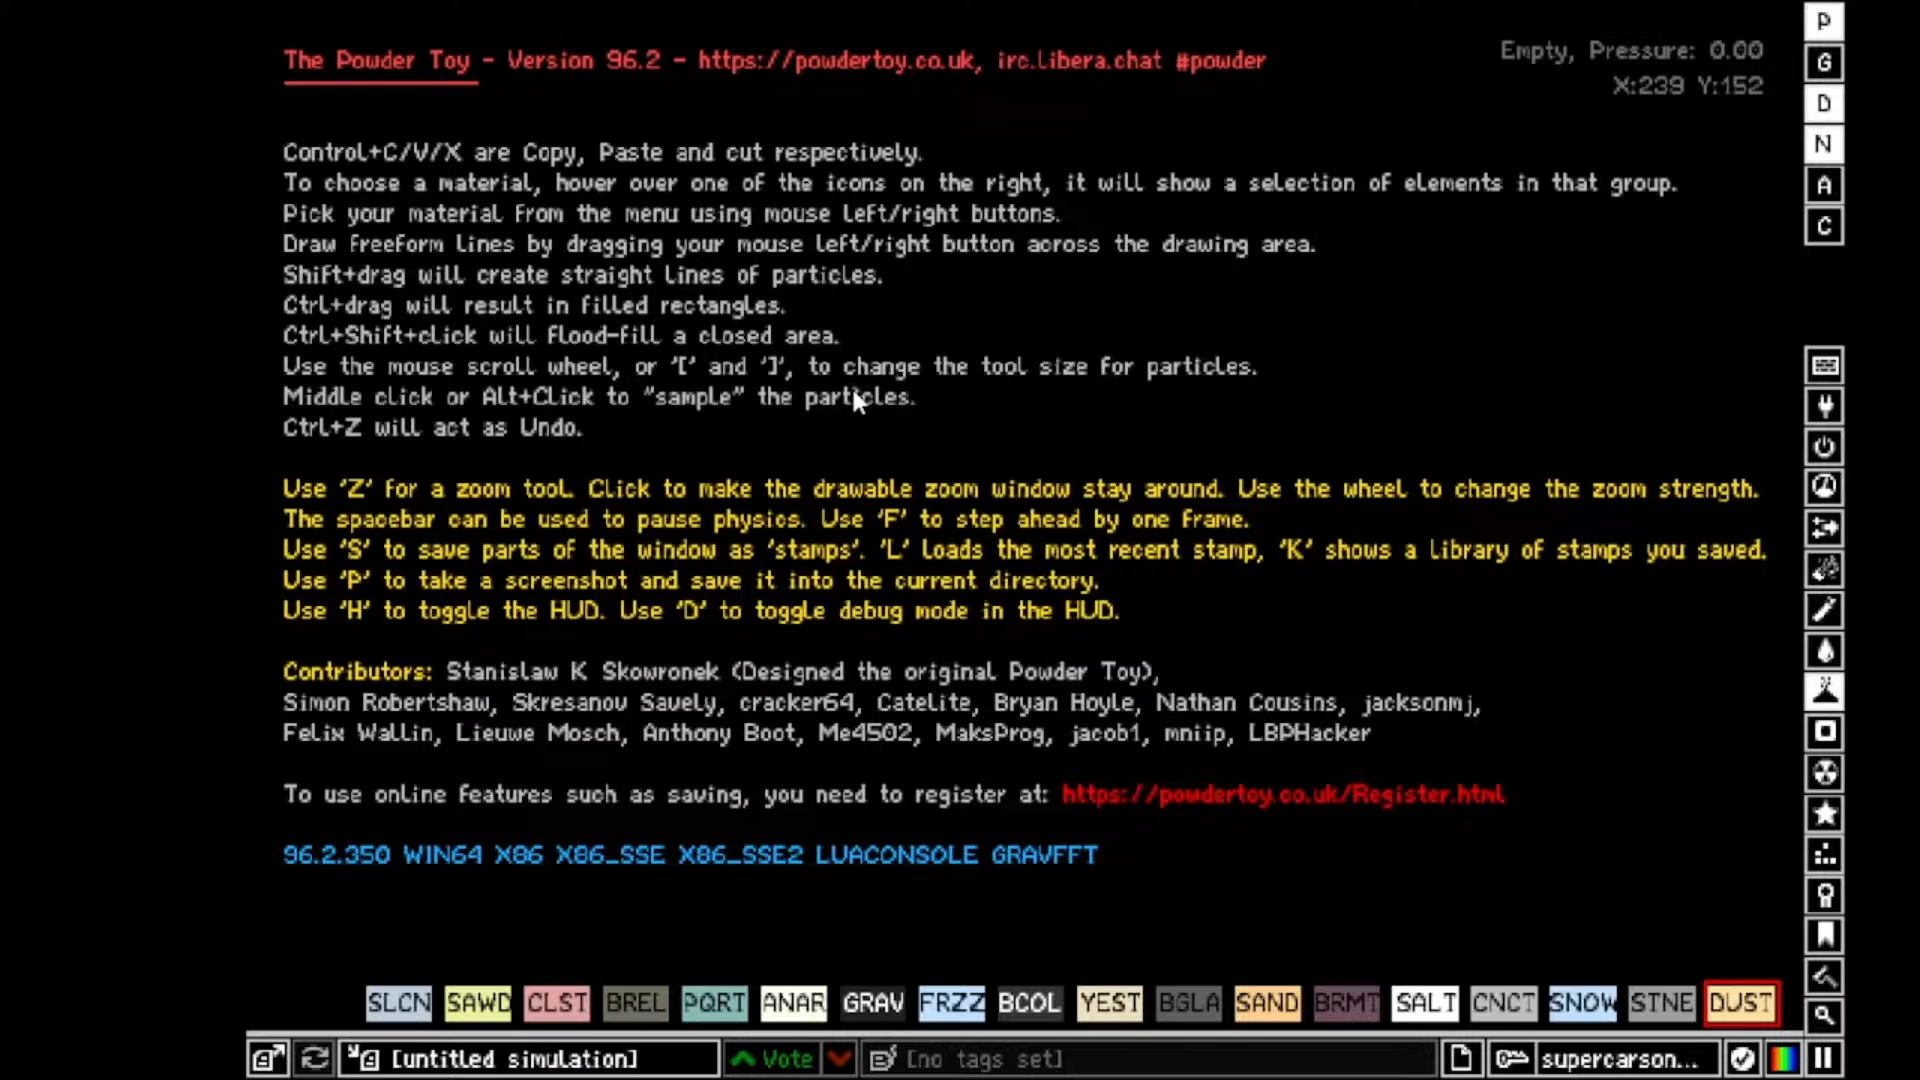 The Powder Toy - Version 96.2 - https://powdertoy.co.uk, irc.Libera.chat #powder
Empty, Pressure: 0.00
X:239 Y:152
Control+C/V/X are Copy, Paste and cut respectively.
To choose a material, hover over one of the icons on the right, it will show a selection of elements in that group.
Pick your material from the menu using mouse left/right buttons.
Draw freeform lines by dragging your mouse left/right button across the drawing area.
Shift+drag will create straight lines of particles.
Ctrl+drag will result in filled rectangles.
Ctrl+Shift+click will flood-fill a closed area.
Use the mouse scroll wheel, or '[' and ']', to change the tool size for particles.
Middle click or Alt+Click to "sample" the particles.
Ctrl+Z will act as Undo.
Use 'Z' for a zoom tool. Click to make the drawable zoom window stay around. Use the wheel to change the zoom strength.
The spacebar can be used to pause physics. Use 'F' to step ahead by one frame.
Use 'S' to save parts of the window as 'stamps'. 'L' loads the most recent stamp, 'K' shows a library of stamps you saved.
Use 'P' to take a screenshot and save it into the current directory.
Use 'H' to toggle the HUD. Use 'D' to toggle debug mode in the HUD.
Contributors: Stanislaw K Skowronek (Designed the original Powder Toy),
Simon Robertshaw, Skresanov Savely, cracker64, Catelite, Bryan Hoyle, Nathan Cousins, jacksonmj,
Felix Wallin, Lieuwe Mosch, Anthony Boot, Me4502, MaksProg, jacob1, mniip, LBPHacker
To use online features such as saving, you need to register at: https://powdertoy.co.uk/Register.html
96.2.350 WIN64 X86 X86_SSE X86_SSE2 LUACONSOLE GRAVFFT
P
G
D
N
A
C
SLCN SAWD CLST BREL PQRT ANAR GRAV FRZZ BCOL YEST BGLA SAND BRMT SALT CNCT SNOW STNE DUST
[untitled simulation] Vote [no tags set] supercarson...